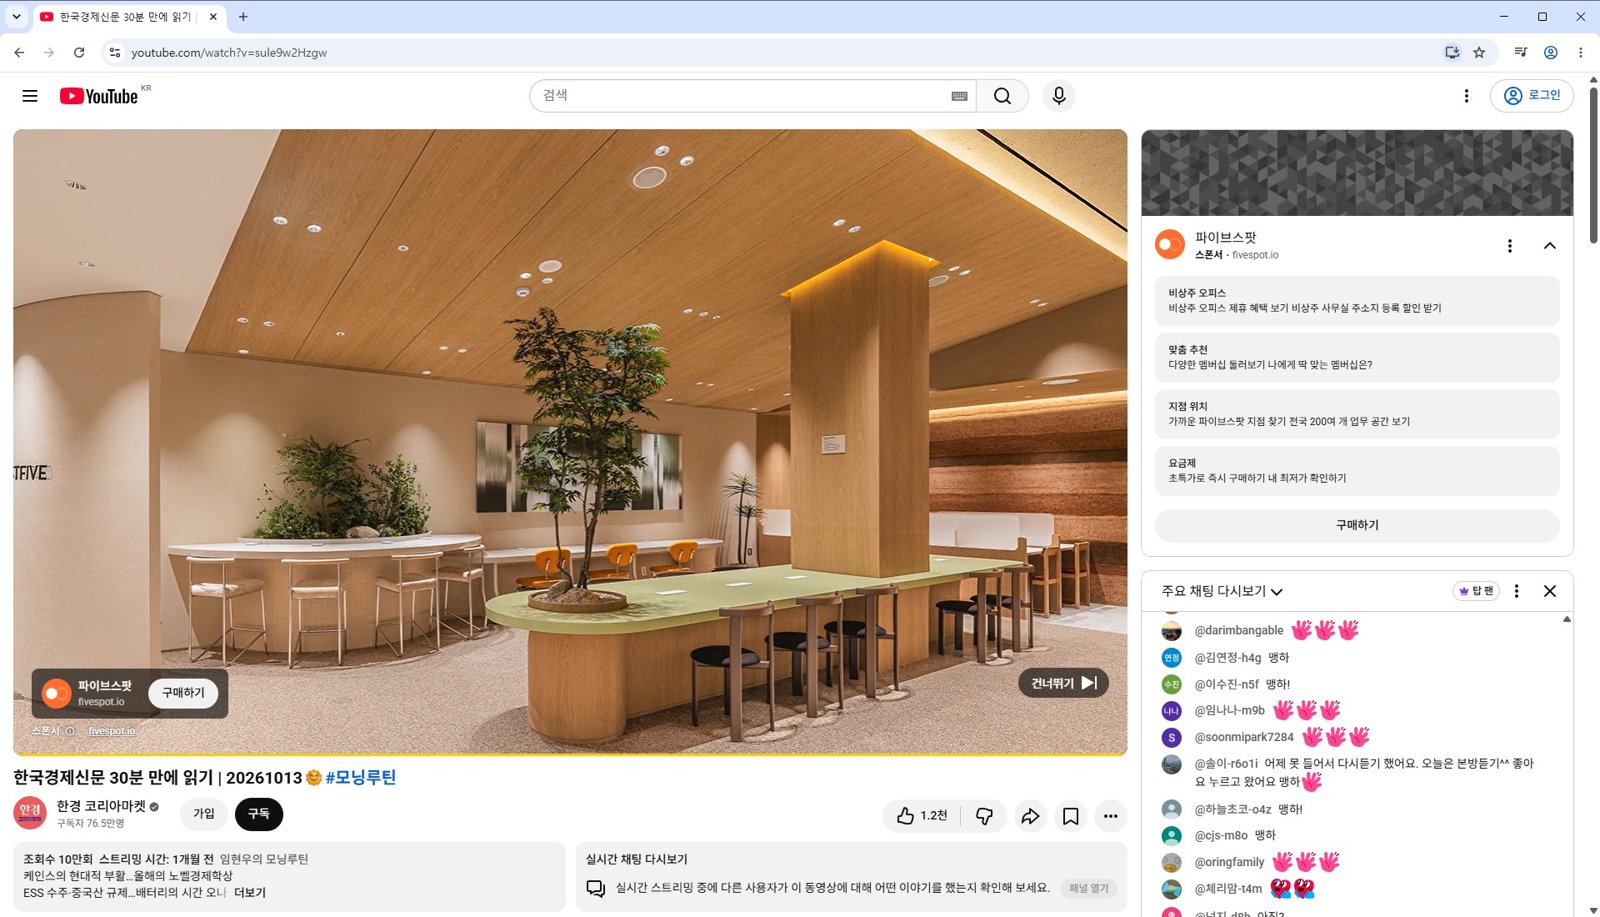 한국경제신문 30분 만에 읽기 |
youtube.com/watch?v=sule9w2Hzgw
YouTube KR
검색
로그인
TFIVE
파이브스팟
fivespot.io
구매하기
스폰서
fivespot.io
건너뛰기
한국경제신문 30분 만에 읽기 | 20261013 🌞 #모닝루틴
한경
코리아마켓
한경 코리아마켓
구독자 76.5만명
가입
구독
1.2천
조회수 10만회 스트리밍 시간: 1개월 전 임현우의 모닝루틴
케인스의 현대적 부활...올해의 노벨경제학상
ESS 수주·중국산 규제...배터리의 시간 오나 더보기
실시간 채팅 다시보기
실시간 스트리밍 중에 다른 사용자가 이 동영상에 대해 어떤 이야기를 했는지 확인해 보세요.
패널 열기
파이브스팟
스폰서 · fivespot.io
비상주 오피스
비상주 오피스 제휴 혜택 보기 비상주 사무실 주소지 등록 할인 받기
맞춤 추천
다양한 멤버십 둘러보기 나에게 딱 맞는 멤버십은?
지점 위치
가까운 파이브스팟 지점 찾기 전국 200여 개 업무 공간 보기
요금제
초특가로 즉시 구매하기 내 최저가 확인하기
구매하기
주요 채팅 다시보기
탑 팬
@darimbangable
연정 @김연정-h4g 맹하
수진 @이수진-n5f 맹하!
나나 @임나나-m9b
S @soonmipark7284
@솔이-r6o1i 어제 못 들어서 다시듣기 했어요. 오늘은 본방듣기^^ 좋아
요 누르고 왔어요 맹하
@하늘초코-o4z 맹하!
@cjs-m8o 맹하
@oringfamily
@체리맘-t4m